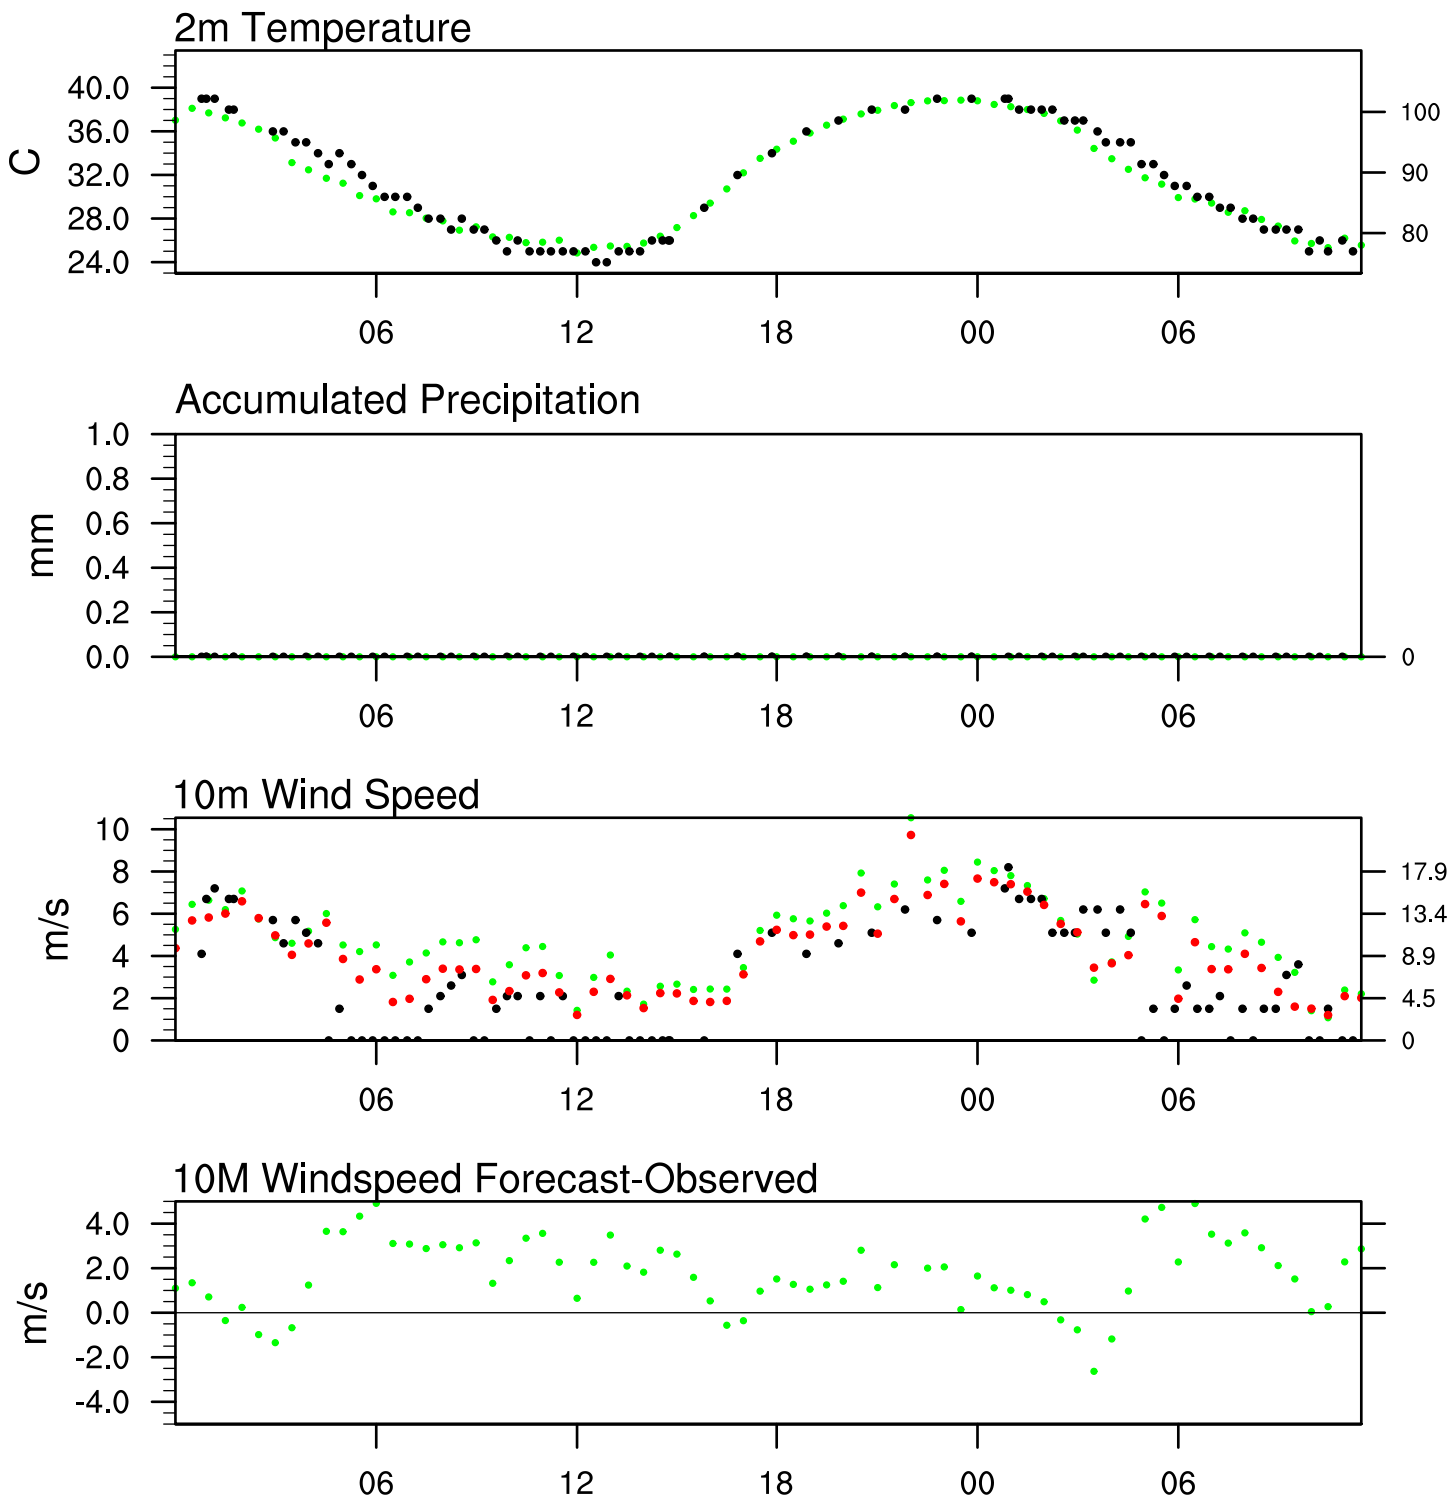 2m Temperature
C
40.0
36.0
32.0
28.0
24.0
100
90
80
06 12 18 00 06
Accumulated Precipitation
mm
1.0
0.8
0.6
0.4
0.2
0.0
0
06 12 18 00 06
10m Wind Speed
m/s
10
8
6
4
2
0
17.9
13.4
8.9
4.5
0
06 12 18 00 06
10M Windspeed Forecast-Observed
m/s
4.0
2.0
0.0
-2.0
-4.0
06 12 18 00 06